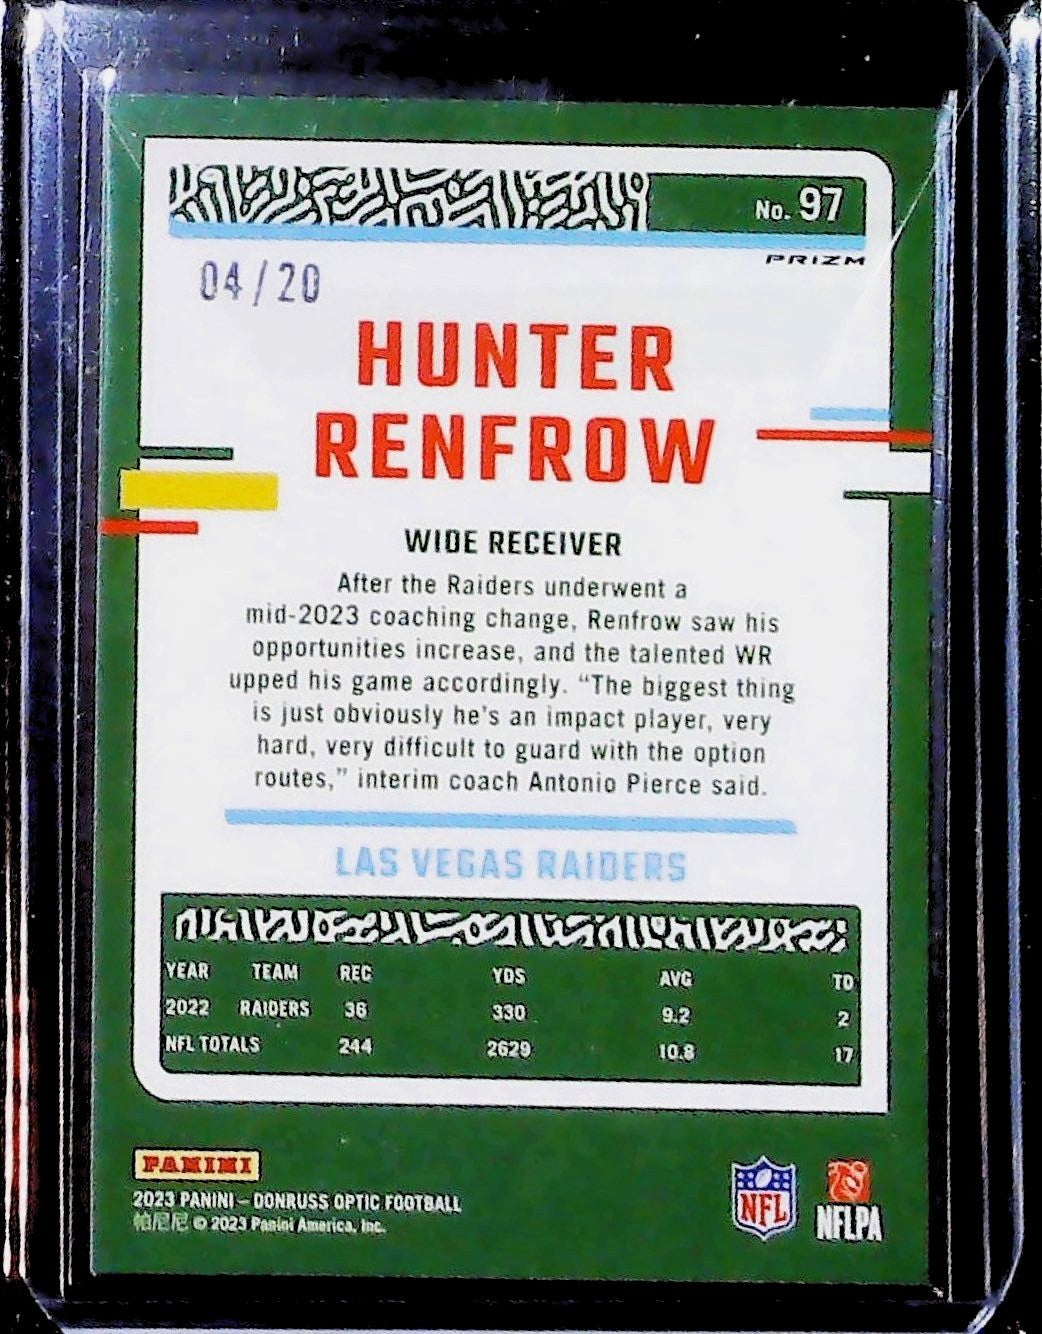 No. 97
PRIZM
04/20
HUNTER
RENFROW
WIDE RECEIVER
After the Raiders underwent a
mid-2023 coaching change, Renfrow saw his
opportunities increase, and the talented WR
upped his game accordingly. “The biggest thing
is just obviously he's an impact player, very
hard, very difficult to guard with the option
routes,” interim coach Antonio Pierce said.
LAS VEGAS RAIDERS
YEAR TEAM REC YDS AVG TD
2022 RAIDERS 36 330 9.2 2
NFL TOTALS 244 2629 10.8 17
PANINI
2023 PANINI – DONRUSS OPTIC FOOTBALL
帕尼尼 © 2023 Panini America, Inc.
NFL
NFLPA